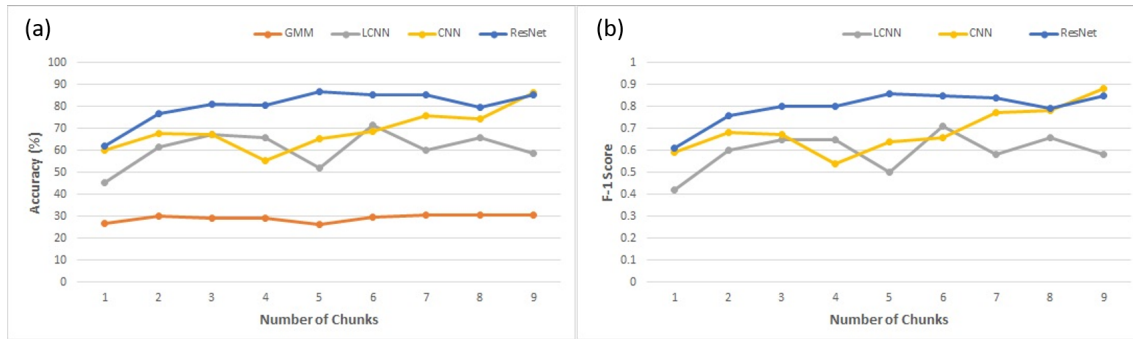 (a)
GMM LCNN CNN ResNet
100
90
80
70
60
50
40
30
20
10
0
Accuracy (%)
1 2 3 4 5 6 7 8 9
Number of Chunks
(b)
LCNN CNN ResNet
1
0.9
0.8
0.7
0.6
0.5
0.4
0.3
0.2
0.1
0
F-1 Score
1 2 3 4 5 6 7 8 9
Number of Chunks